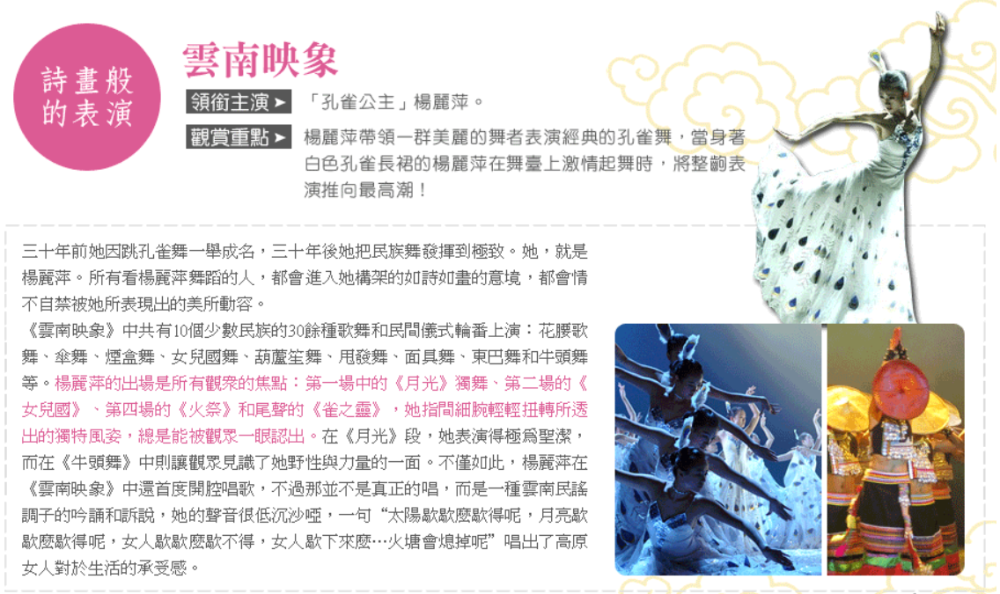 詩畫般
的表演
雲南映象
領銜主演➤ 「孔雀公主」楊麗萍。
觀賞重點➤ 楊麗萍帶領一群美麗的舞者表演經典的孔雀舞，當身著
白色孔雀長裙的楊麗萍在舞臺上激情起舞時，將整齣表
演推向最高潮！
三十年前她因跳孔雀舞一舉成名，三十年後她把民族舞發揮到極致。她，就是
楊麗萍。所有看楊麗萍舞蹈的人，都會進入她構架的如詩如畫的意境，都會情
不自禁被她所表現出的美所動容。
《雲南映象》中共有10個少數民族的30餘種歌舞和民間儀式輪番上演：花腰歌
舞、傘舞、煙盒舞、女兒國舞、葫蘆笙舞、甩發舞、面具舞、東巴舞和牛頭舞
等。楊麗萍的出場是所有觀眾的焦點：第一場中的《月光》獨舞、第二場的《
女兒國》、第四場的《火祭》和尾聲的《雀之靈》，她指間細腕輕輕扭轉所透
出的獨特風姿，總是能被觀眾一眼認出。在《月光》段，她表演得極為聖潔，
而在《牛頭舞》中則讓觀眾見識了她野性與力量的一面。不僅如此，楊麗萍在
《雲南映象》中還首度開腔唱歌，不過那並不是真正的唱，而是一種雲南民謠
調子的吟誦和訴說，她的聲音很低沉沙啞，一句“太陽歇歇麼歇得呢，月亮歇
歇麼歇得呢，女人歇歇麼歇不得，女人歇下來麼…火塘會熄掉呢”唱出了高原
女人對於生活的承受感。